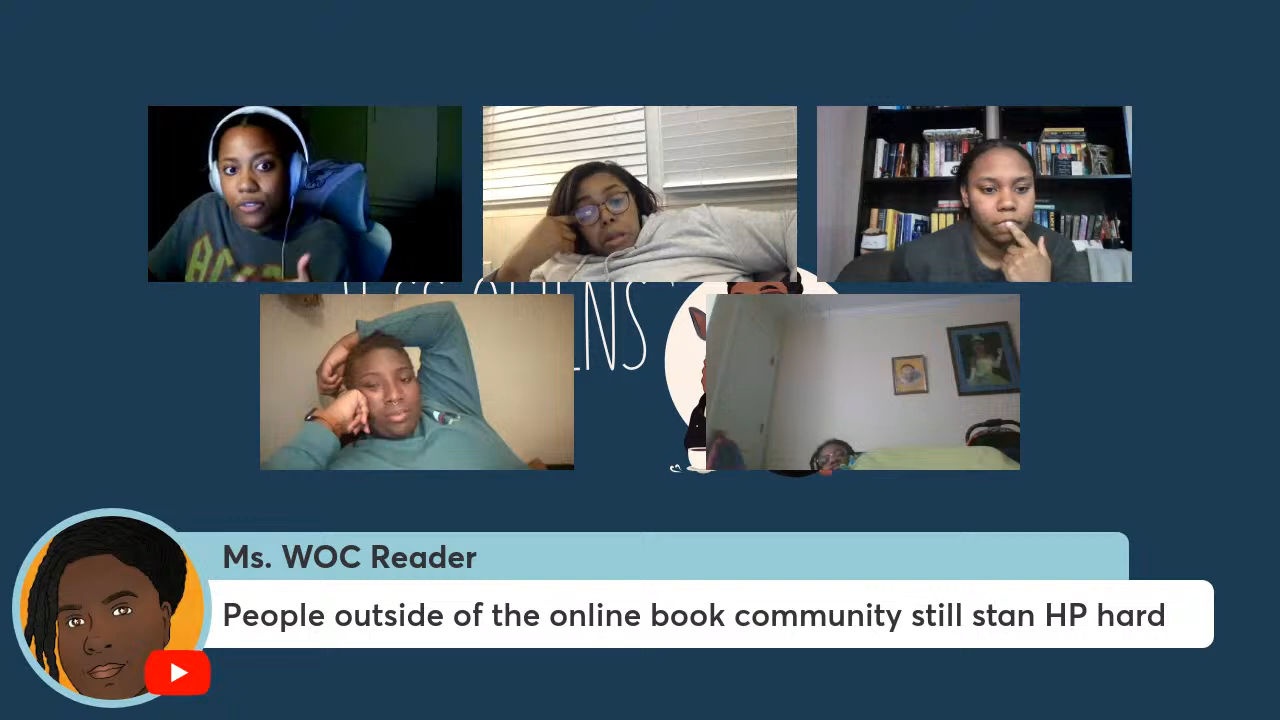 Ms. WOC Reader
People outside of the online book community still stan HP hard